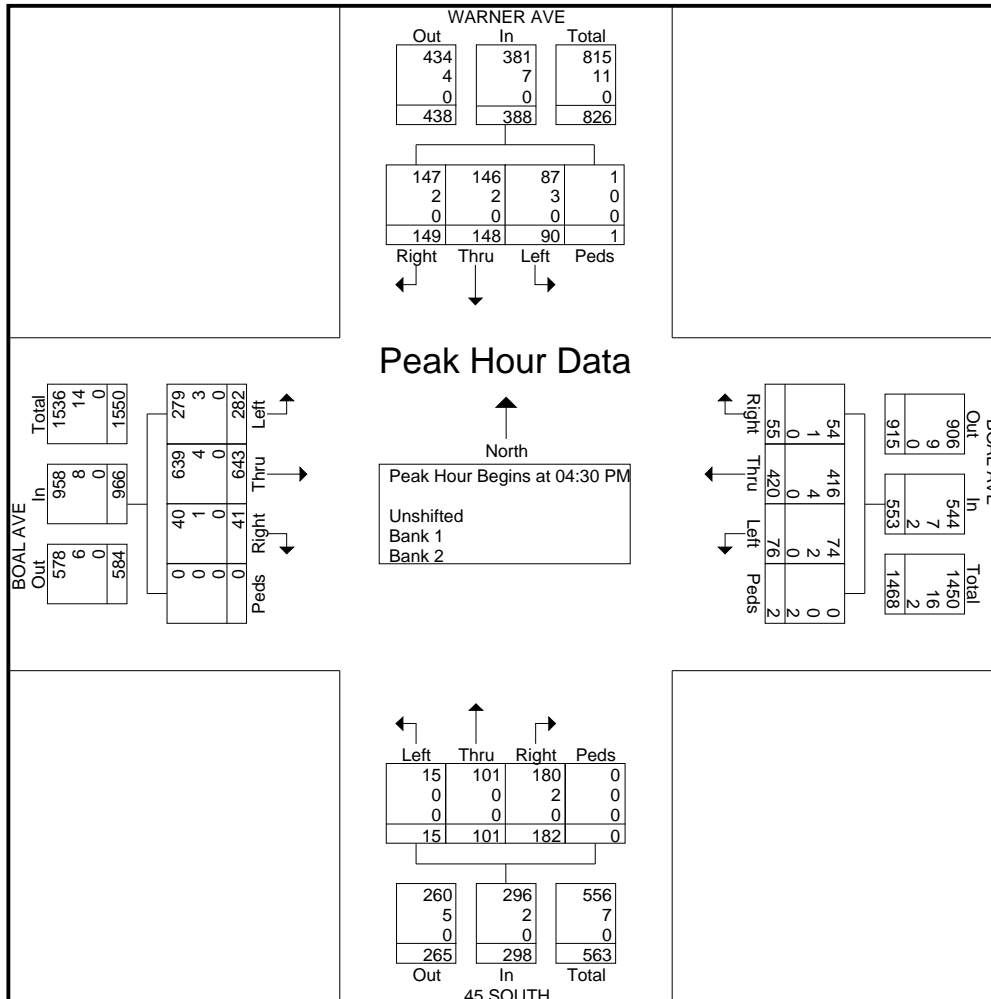 WARNER AVE
Out In Total
434 381 815
4 7 11
0 0 0
438 388 826
147 146 87 1
2 2 3 0
0 0 0 0
149 148 90 1
Right Thru Left Peds
Peak Hour Data
North
Peak Hour Begins at 04:30 PM
Unshifted
Bank 1
Bank 2
BOAL AVE
Out In Total
578 958 1536
6 8 14
0 0 0
584 966 1550
279 639 40 0
3 4 1 0
0 0 0 0
282 643 41 0
Left Thru Right Peds
BOAL AVE
Out In Total
906 544 1450
9 7 16
0 2 2
915 553 1468
54 416 74 0
1 4 2 0
0 0 0 2
55 420 76 2
Right Thru Left Peds
Left Thru Right Peds
15 101 180 0
0 0 2 0
0 0 0 0
15 101 182 0
260 296 556
5 2 7
0 0 0
265 298 563
Out In Total
45 SOUTH